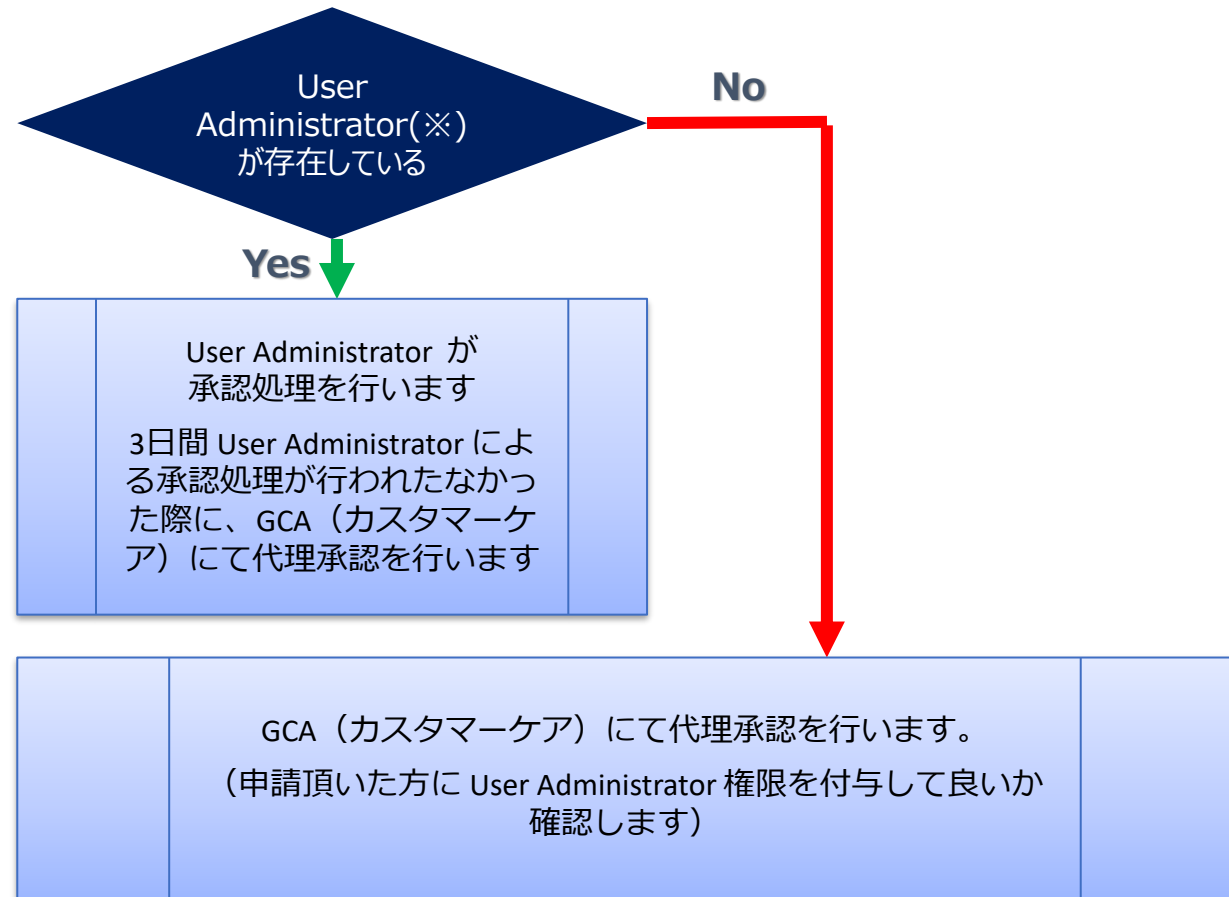 User
Administrator(※)
が存在している
No
Yes
User Administrator が
承認処理を行います
3日間 User Administrator によ
る承認処理が行われたなかっ
た際に、GCA（カスタマーケ
ア）にて代理承認を行います
GCA（カスタマーケア）にて代理承認を行います。
（申請頂いた方に User Administrator 権限を付与して良いか
確認します）